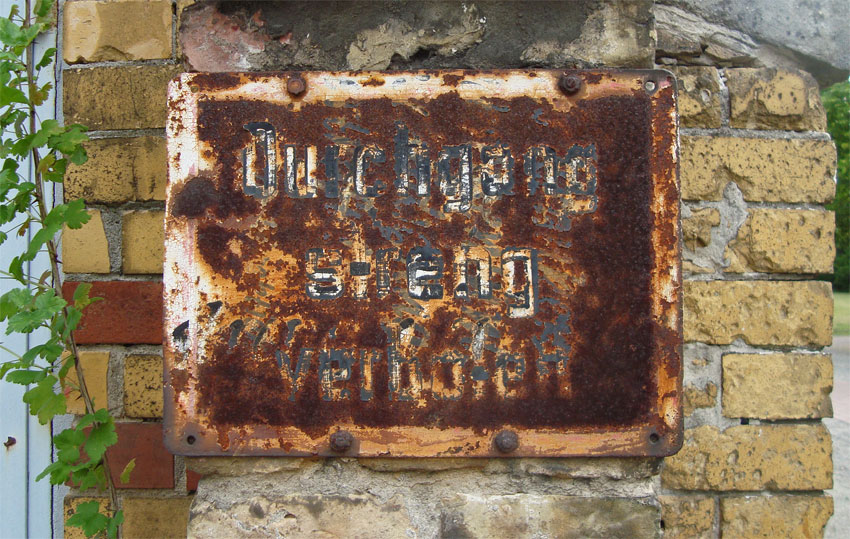 Durchgang
streng
verboten